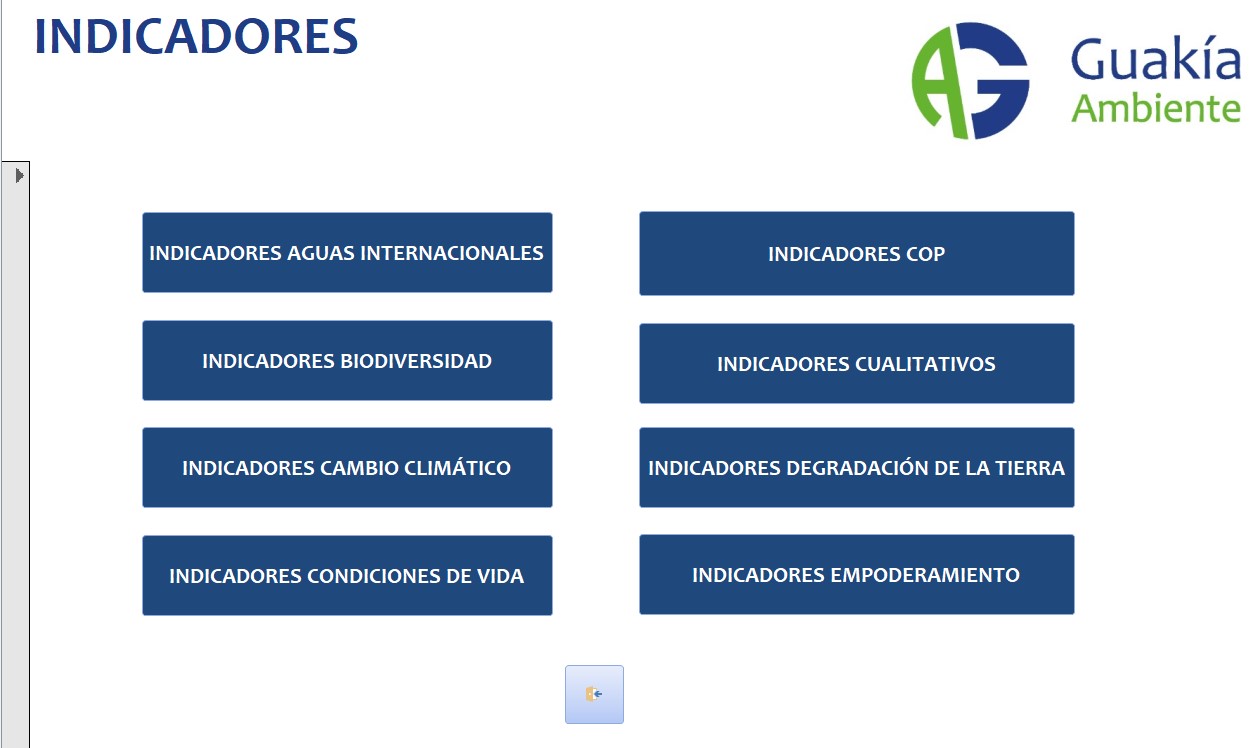 INDICADORES
Guakía
Ambiente
INDICADORES AGUAS INTERNACIONALES
INDICADORES COP
INDICADORES BIODIVERSIDAD
INDICADORES CUALITATIVOS
INDICADORES CAMBIO CLIMÁTICO
INDICADORES DEGRADACIÓN DE LA TIERRA
INDICADORES CONDICIONES DE VIDA
INDICADORES EMPODERAMIENTO